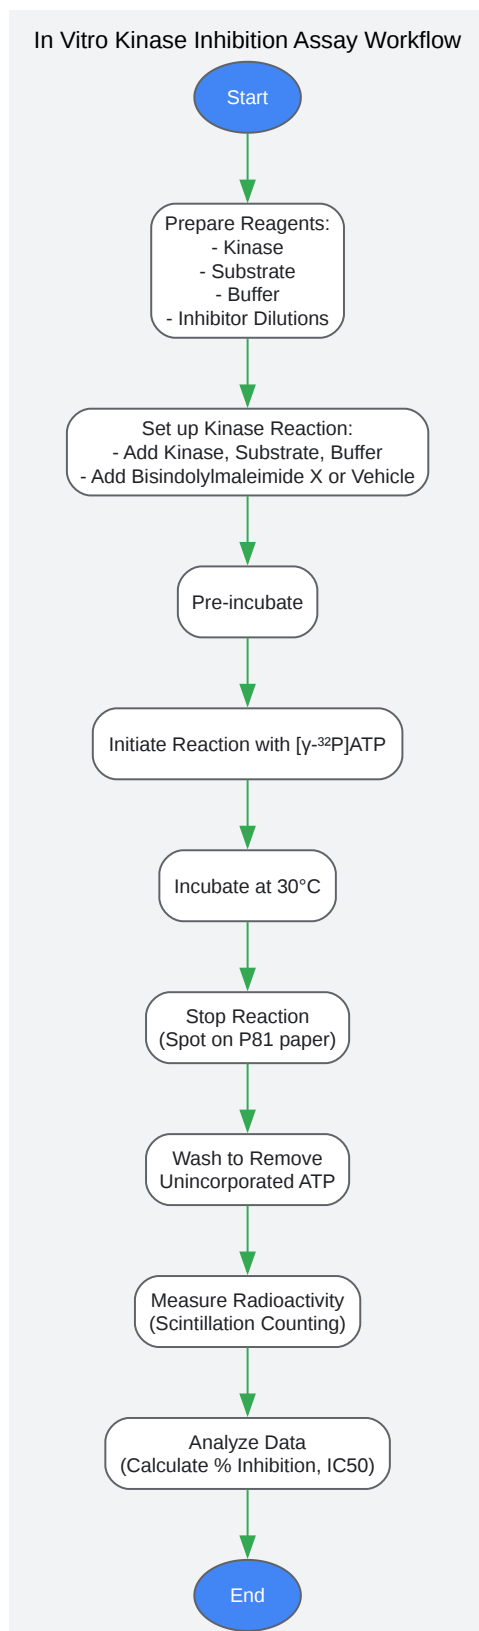 In Vitro Kinase Inhibition Assay Workflow
Start
Prepare Reagents:
- Kinase
- Substrate
- Buffer
- Inhibitor Dilutions
Set up Kinase Reaction:
- Add Kinase, Substrate, Buffer
- Add Bisindolylmaleimide X or Vehicle
Pre-incubate
Initiate Reaction with [γ-³²P]ATP
Incubate at 30°C
Stop Reaction
(Spot on P81 paper)
Wash to Remove
Unincorporated ATP
Measure Radioactivity
(Scintillation Counting)
Analyze Data
(Calculate % Inhibition, IC50)
End